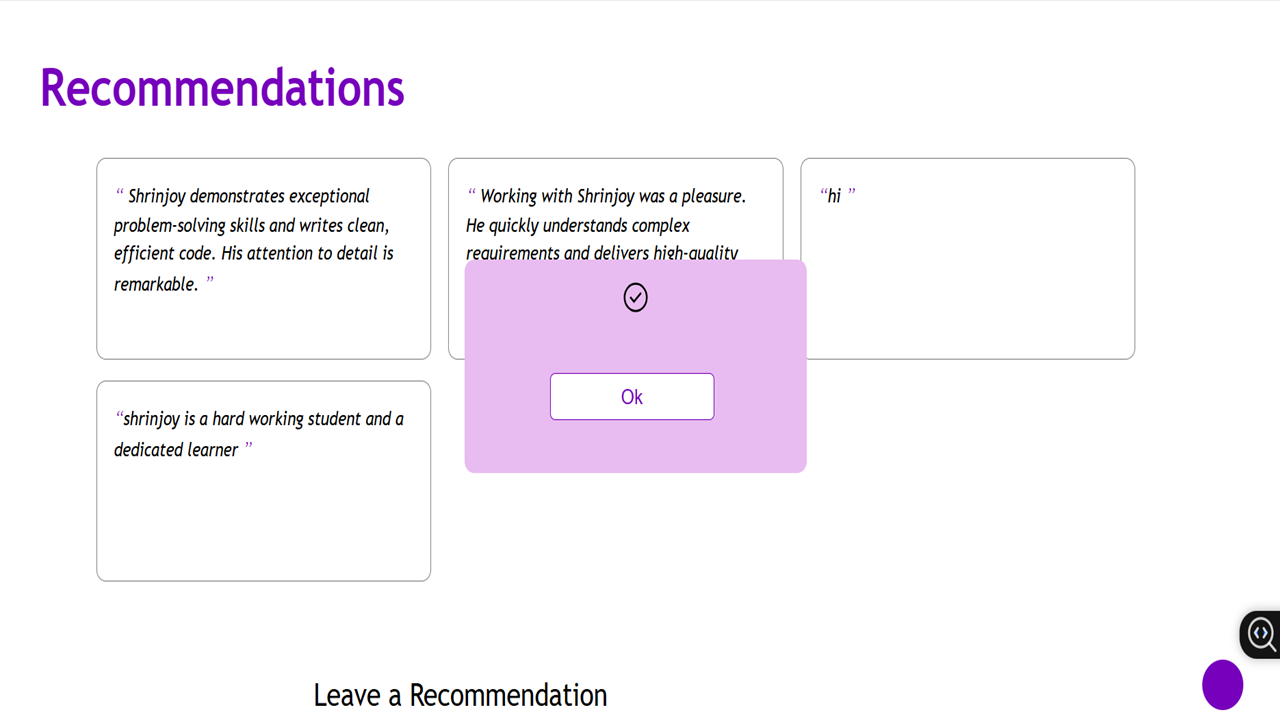 Recommendations
“ Shrinjoy demonstrates exceptional
problem-solving skills and writes clean,
efficient code. His attention to detail is
remarkable. ”
“ Working with Shrinjoy was a pleasure.
He quickly understands complex
requirements and delivers high-quality
“hi ”
Ok
“shrinjoy is a hard working student and a
dedicated learner ”
Leave a Recommendation